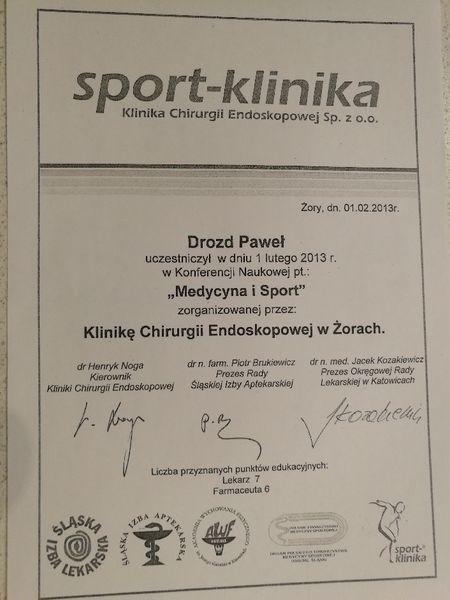 sport-klinika
Klinika Chirurgii Endoskopowej Sp. z o.o.
Żory, dn. 01.02.2013r.
Drozd Paweł
uczestniczył w dniu 1 lutego 2013 r.
w Konferencji Naukowej pt.:
„Medycyna i Sport”
zorganizowanej przez:
Klinikę Chirurgii Endoskopowej w Żorach.
dr Henryk Noga
Kierownik
Kliniki Chirurgii Endoskopowej
dr n. farm. Piotr Brukiewicz
Prezes Rady
Śląskiej Izby Aptekarskiej
dr n. med. Jacek Kozakiewicz
Prezes Okręgowej Rady
Lekarskiej w Katowicach
Liczba przyznanych punktów edukacyjnych:
Lekarz 7
Farmaceuta 6
ŚLĄSKA
IZBA LEKARSKA
ŚLĄSKA IZBA APTEKARSKA
AKADEMIA WYCHOWANIA FIZYCZNEGO
AWF
sport-
klinika